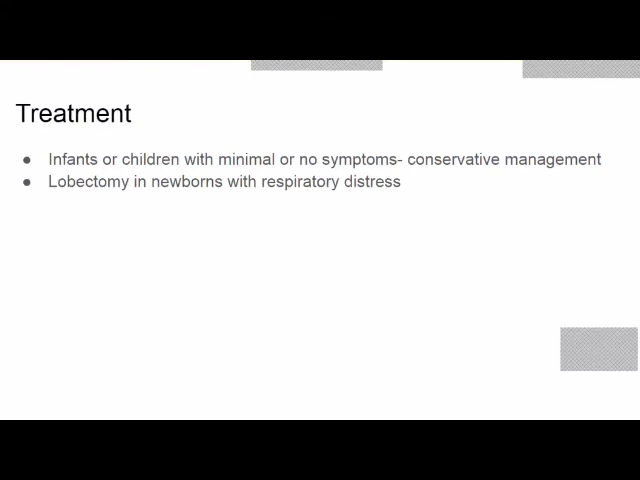 Treatment
● Infants or children with minimal or no symptoms- conservative management
● Lobectomy in newborns with respiratory distress